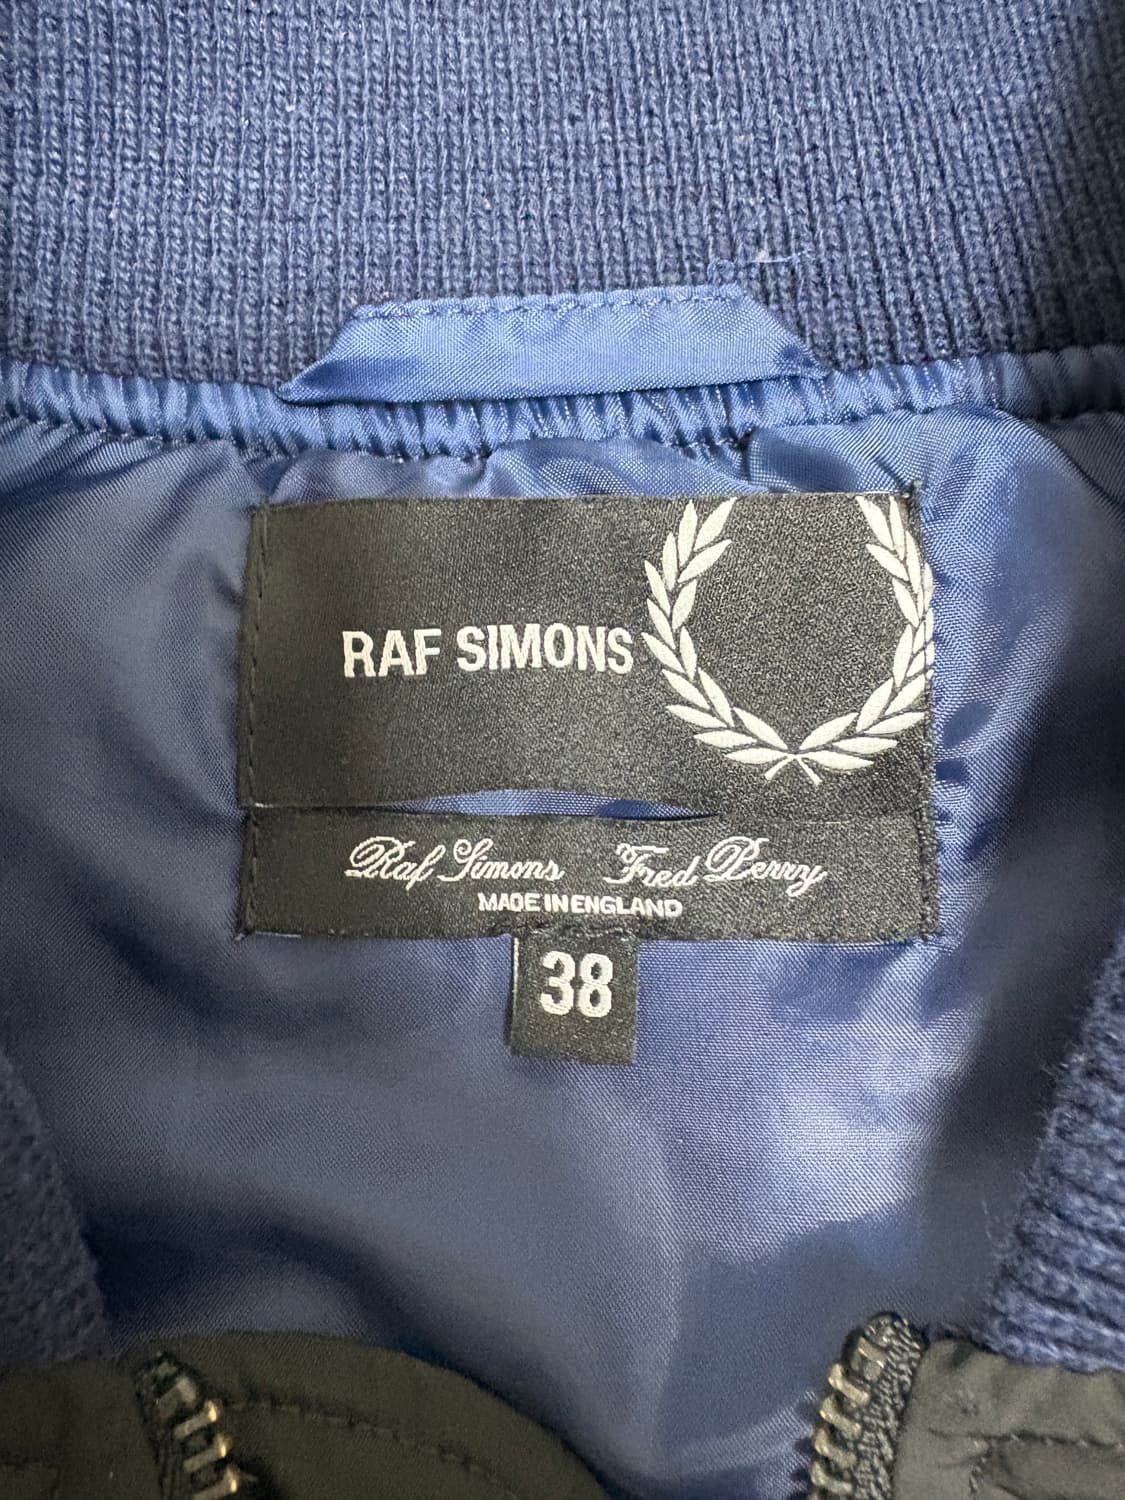 RAF SIMONS
Raf Simons Fred Perry
MADE IN ENGLAND
38